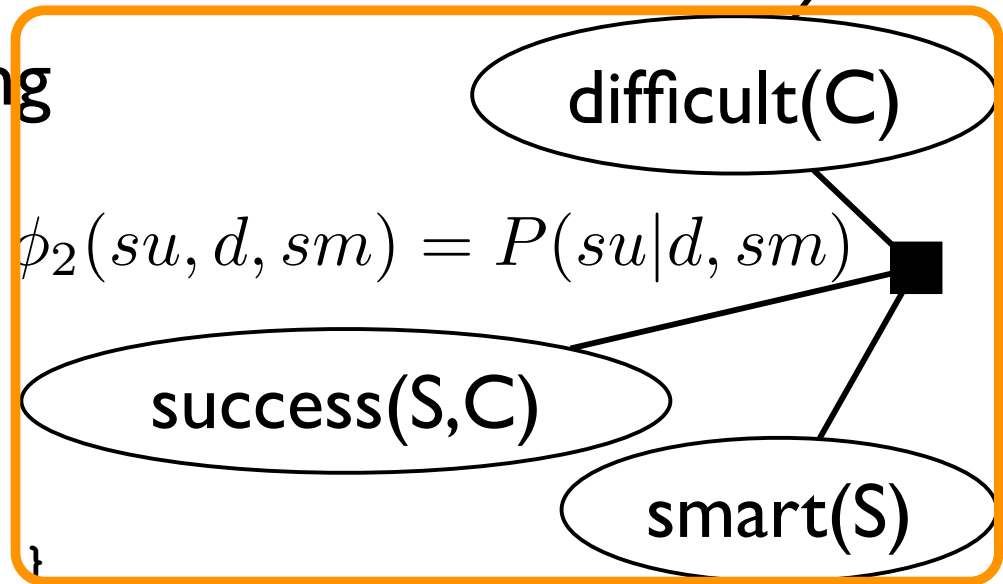 difficult(C)
ng
ϕ₂(su, d, sm) = P(su|d, sm)
success(S,C)
smart(S)
}